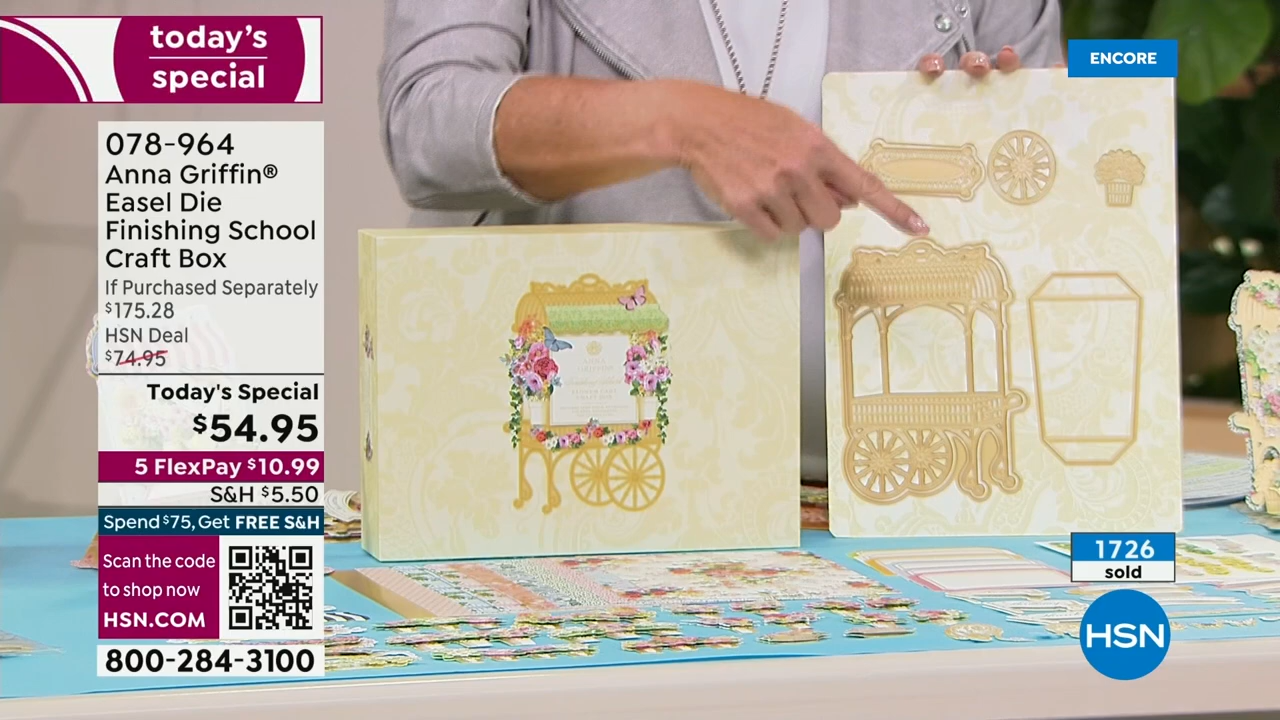 today's
special
078-964
Anna Griffin®
Easel Die
Finishing School
Craft Box
If Purchased Separately
$175.28
HSN Deal
$74.95
Today's Special
$54.95
5 FlexPay $10.99
S&H $5.50
Spend $75, Get FREE S&H
Scan the code
to shop now
HSN.COM
800-284-3100
ENCORE
1726
sold
HSN